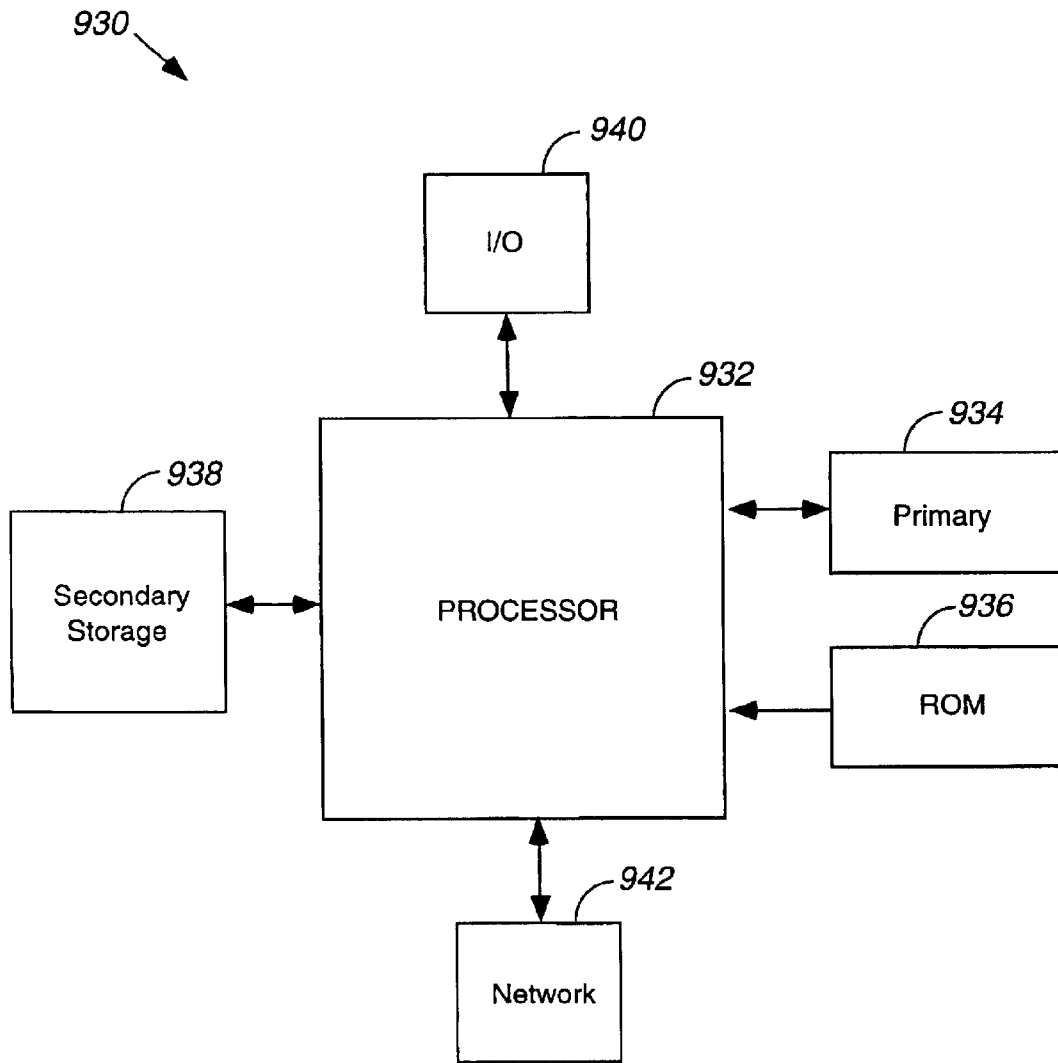 930
940
I/O
932
934
938
Primary
Secondary
Storage
PROCESSOR
936
ROM
942
Network